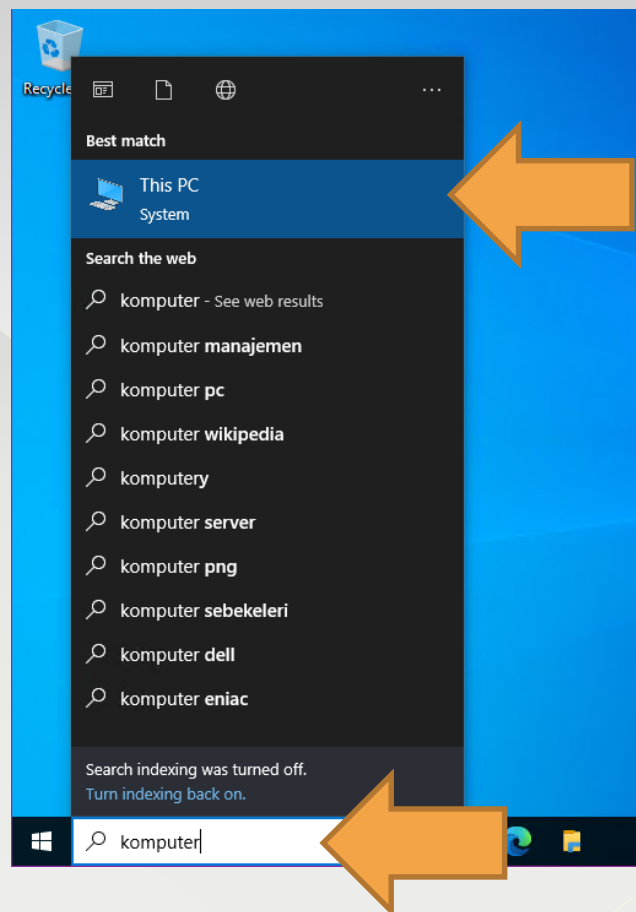 Recycle
Best match
This PC
System
Search the web
komputer - See web results
komputer manajemen
komputer pc
komputer wikipedia
komputery
komputer server
komputer png
komputer sebekeleri
komputer dell
komputer eniac
Search indexing was turned off.
Turn indexing back on.
komputer